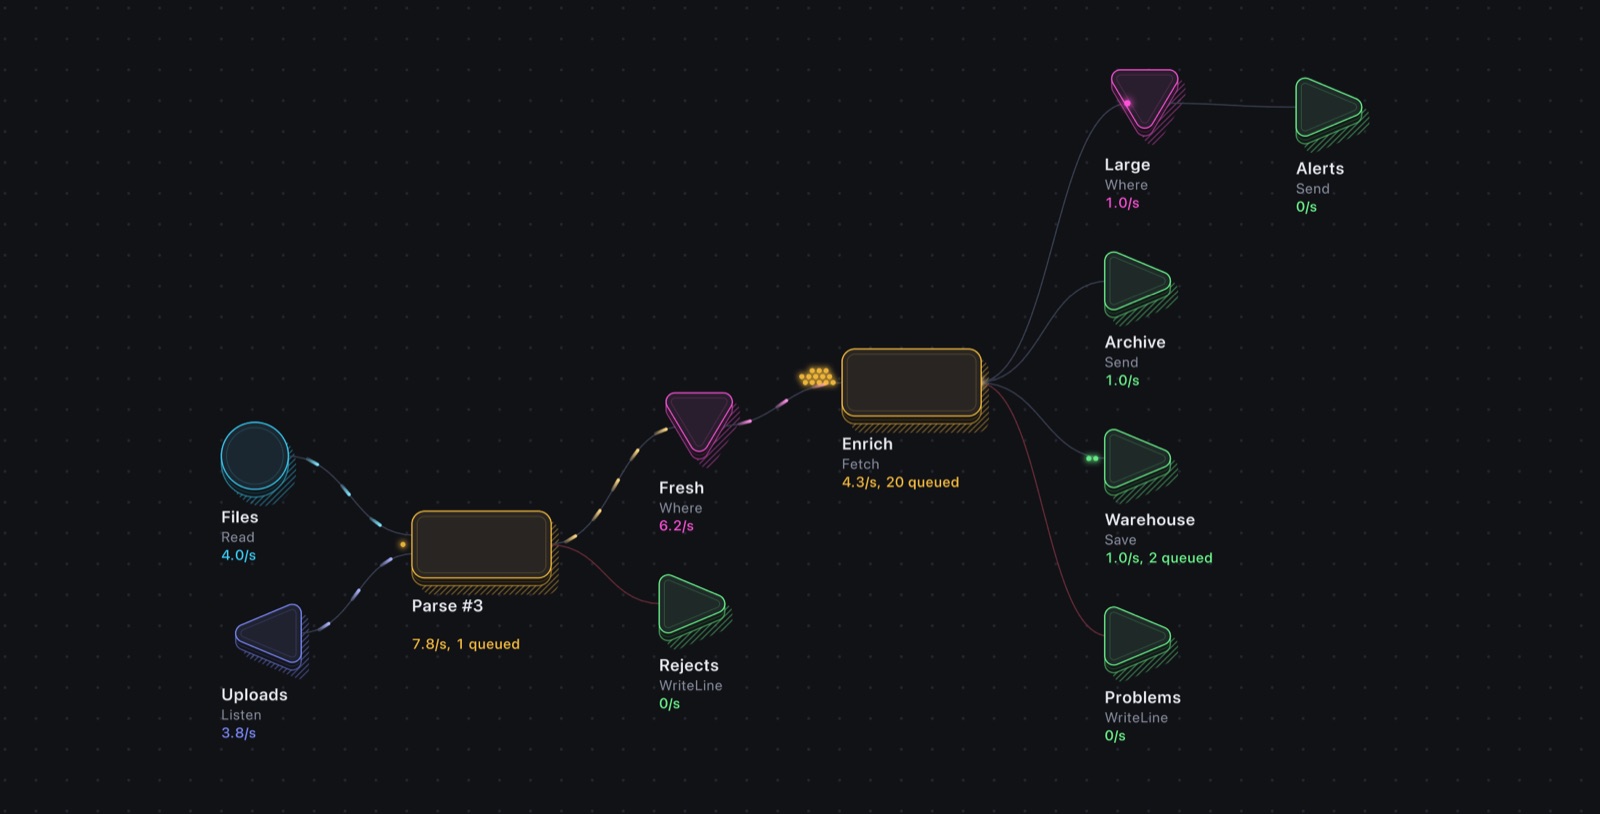 Large
Where
1.0/s
Alerts
Send
0/s
Archive
Send
1.0/s
Enrich
Fetch
4.3/s, 20 queued
Fresh
Where
6.2/s
Files
Read
4.0/s
Warehouse
Save
1.0/s, 2 queued
Parse #3
7.8/s, 1 queued
Rejects
WriteLine
0/s
Uploads
Listen
3.8/s
Problems
WriteLine
0/s